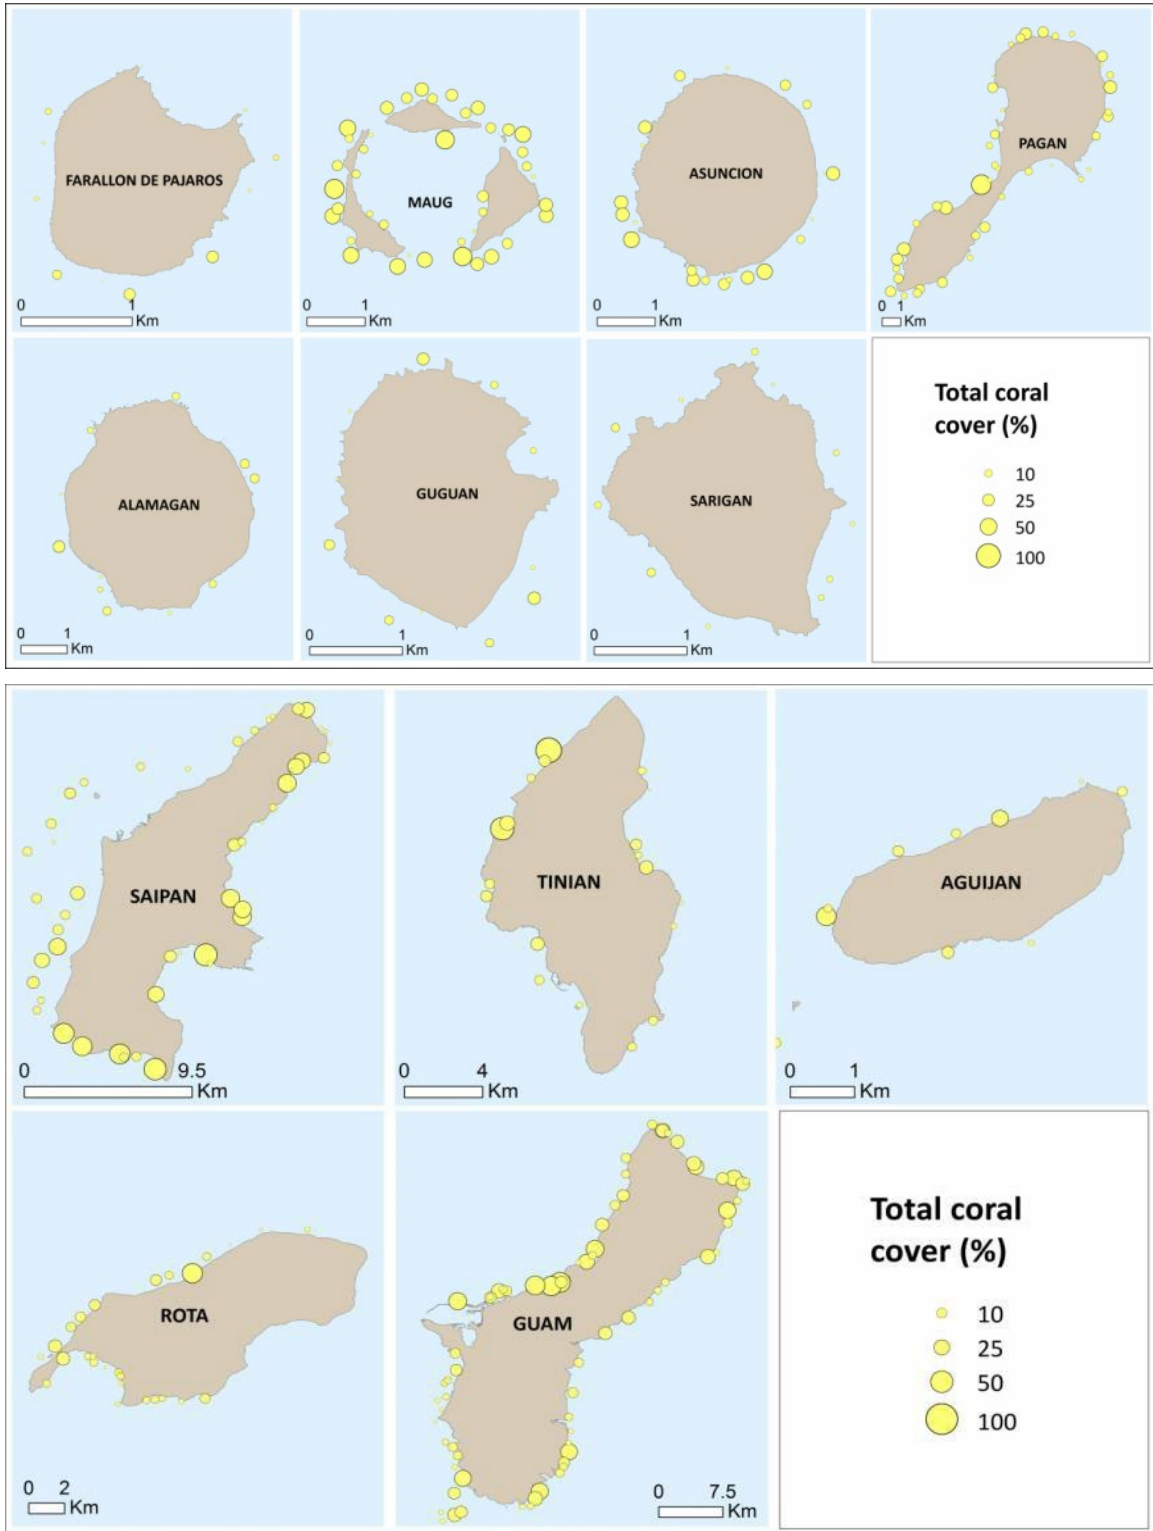 FARALLON DE PAJAROS
0 1
Km
MAUG
0 1
Km
ASUNCION
0 1
Km
PAGAN
0 1
Km
ALAMAGAN
0 1
Km
GUGUAN
0 1
Km
SARIGAN
0 1
Km
Total coral
cover (%)
10
25
50
100
SAIPAN
0 9.5
Km
TINIAN
0 4
Km
AGUIJAN
0 1
Km
ROTA
0 2
Km
GUAM
0 7.5
Km
Total coral
cover (%)
10
25
50
100